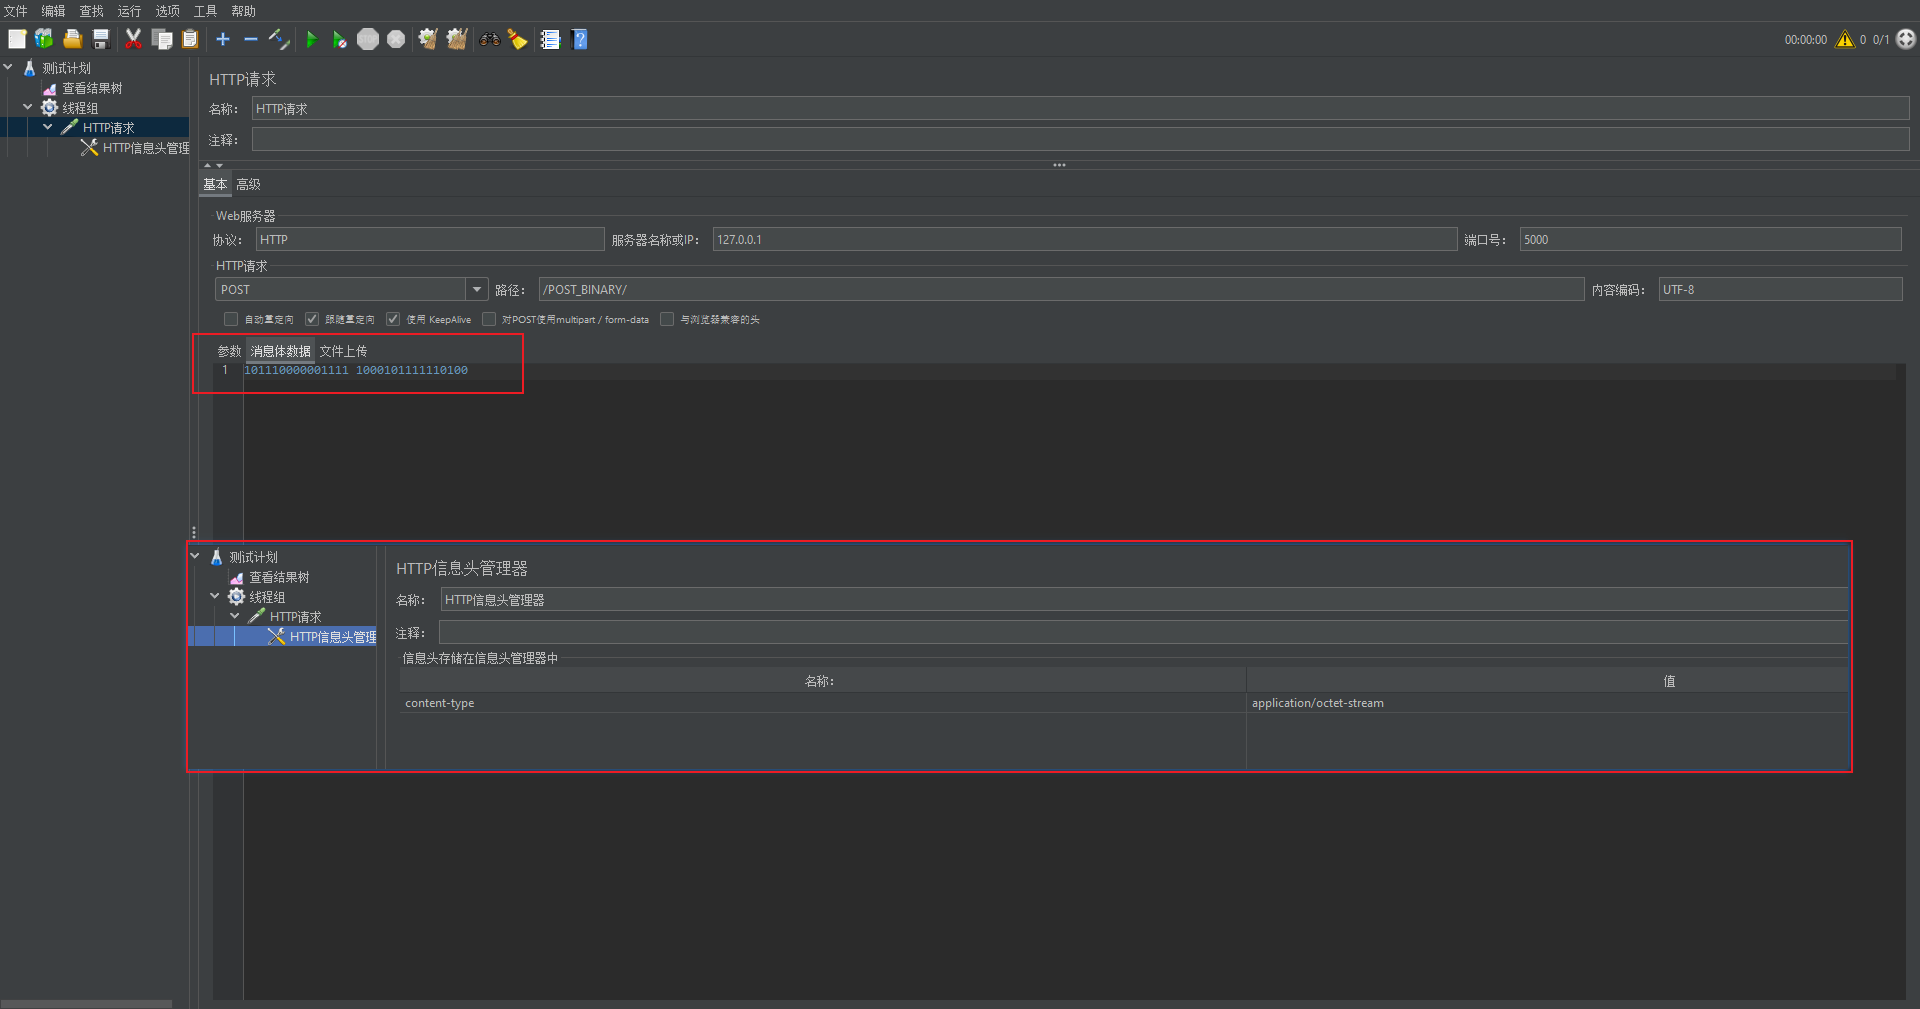 文件 编辑 查找 运行 选项 工具 帮助
00:00:00 0 0/1
测试计划
查看结果树
线程组
HTTP请求
HTTP信息头管理
HTTP请求
名称： HTTP请求
注释：
基本 高级
Web服务器
协议： HTTP 服务器名称或IP： 127.0.0.1 端口号： 5000
HTTP请求
POST 路径： /POST_BINARY/ 内容编码： UTF-8
自动重定向 跟随重定向 使用 KeepAlive 对POST使用multipart / form-data 与浏览器兼容的头
参数 消息体数据 文件上传
1 101110000001111 1000101111110100
测试计划
查看结果树
线程组
HTTP请求
HTTP信息头管理
HTTP信息头管理器
名称： HTTP信息头管理器
注释：
信息头存储在信息头管理器中
名称： 值
content-type application/octet-stream